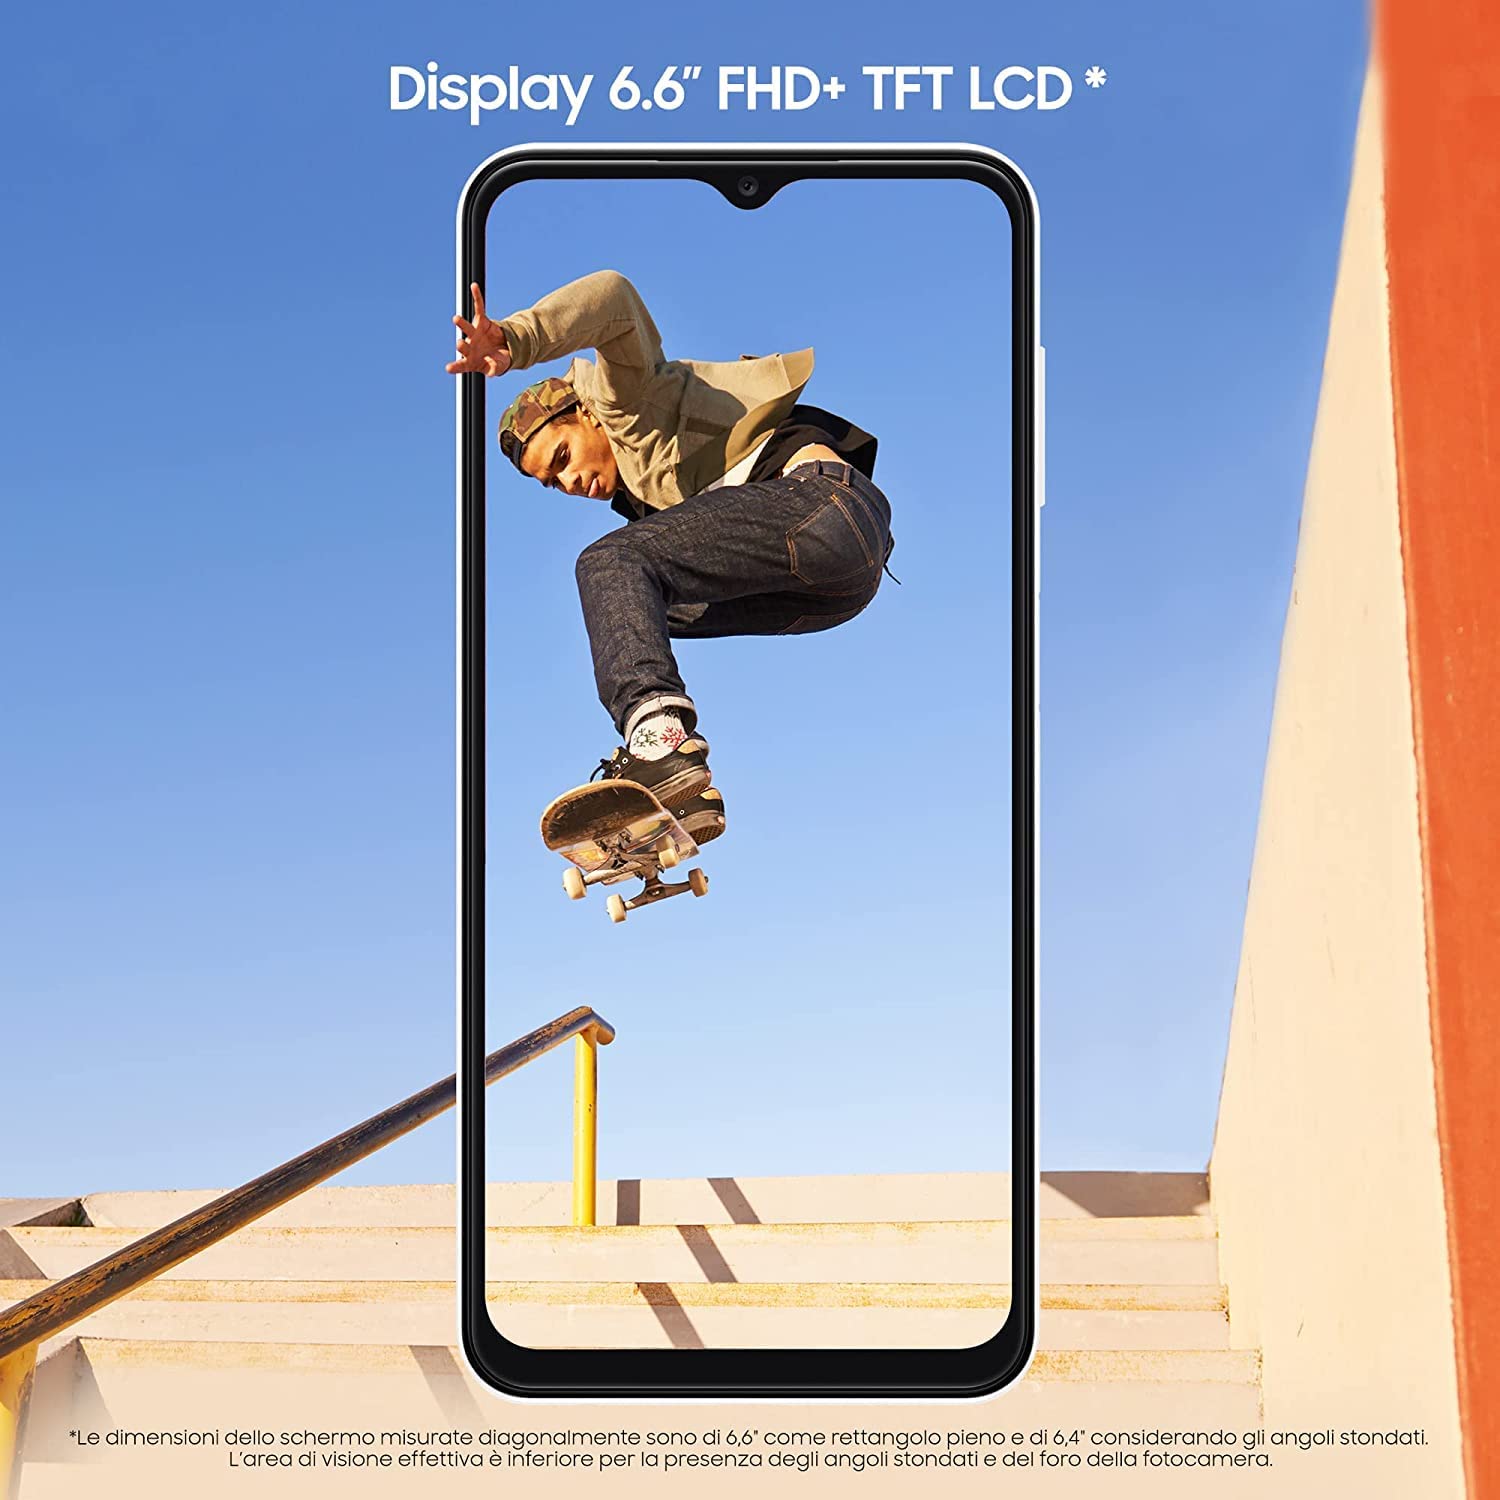 Display 6.6" FHD+ TFT LCD *
*Le dimensioni dello schermo misurate diagonalmente sono di 6,6" come rettangolo pieno e di 6,4" considerando gli angoli stondati.
L'area di visione effettiva è inferiore per la presenza degli angoli stondati e del foro della fotocamera.